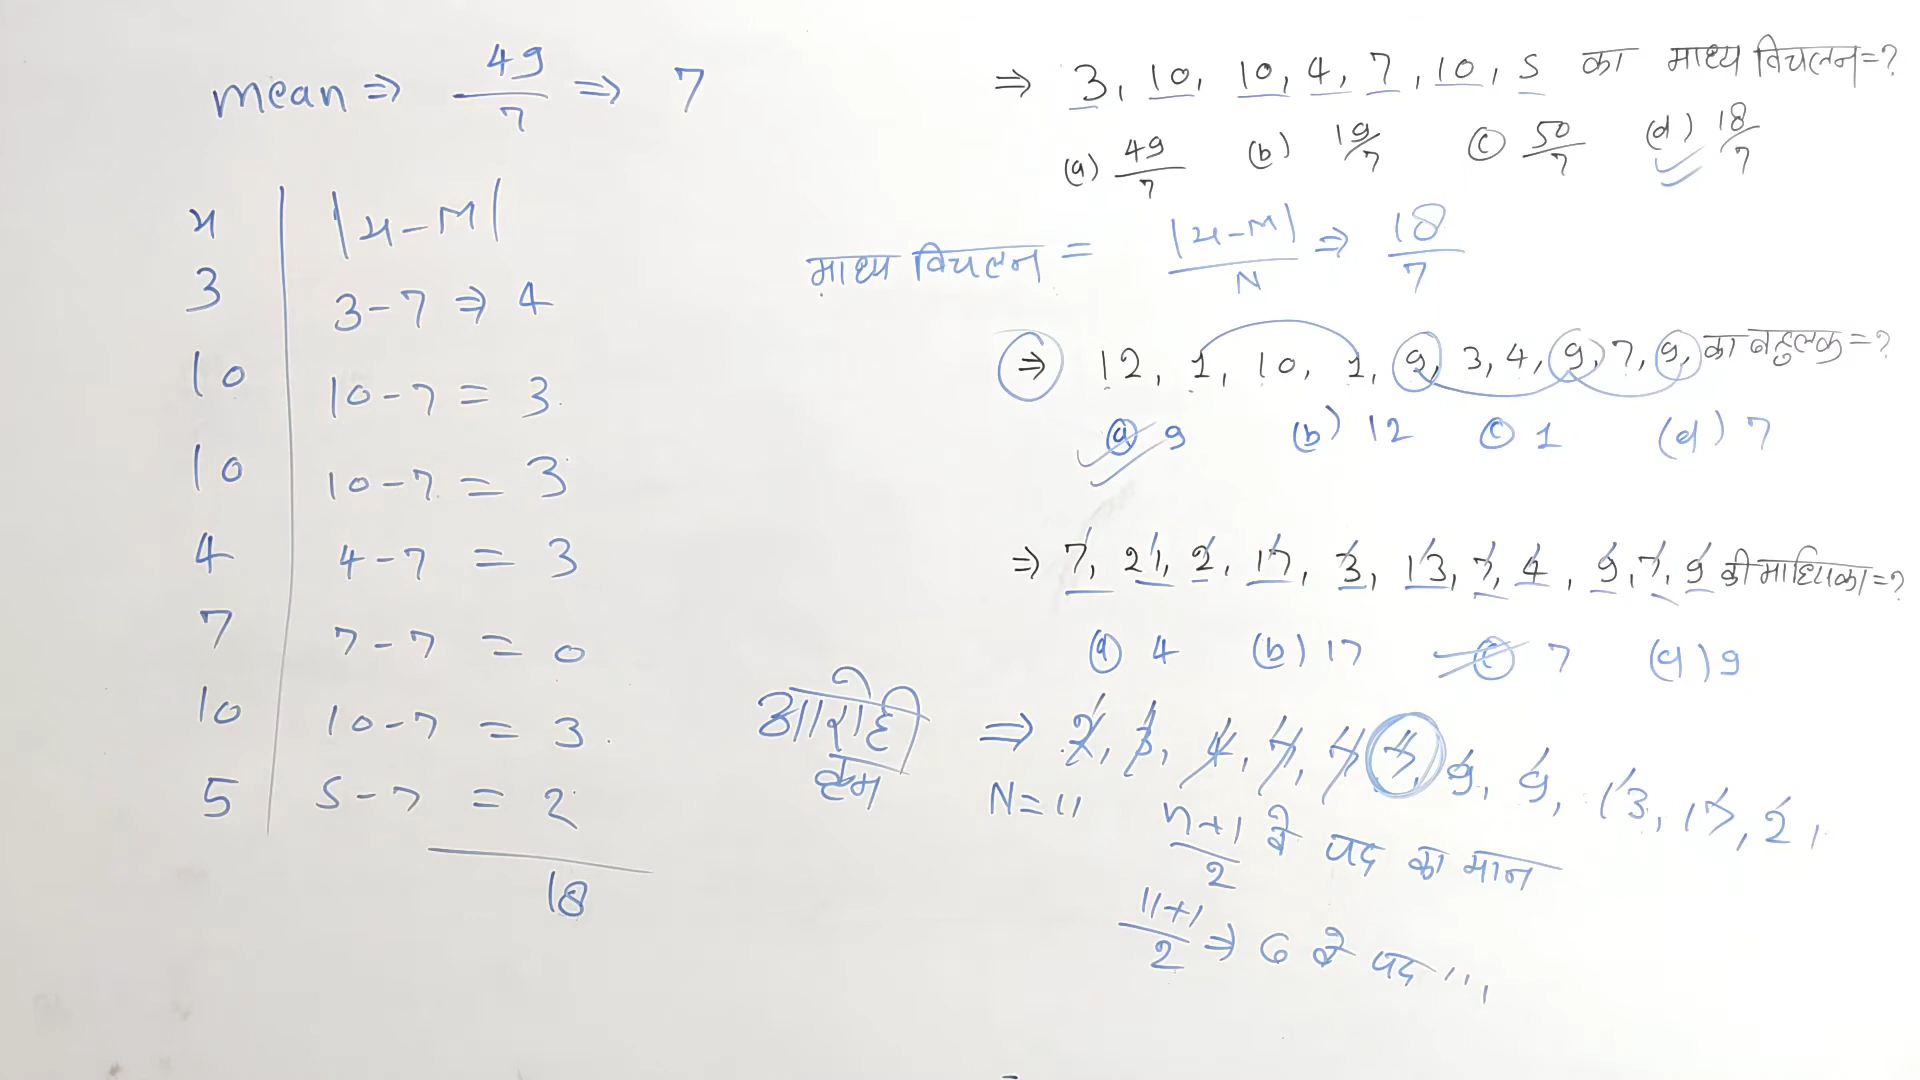 mean ⇒ 49/7 ⇒ 7
x | |x-M|
3 | 3-7 ⇒ 4
10 | 10-7 = 3
10 | 10-7 = 3
4 | 4-7 = 3
7 | 7-7 = 0
10 | 10-7 = 3
5 | 5-7 = 2
18
⇒ 3, 10, 10, 4, 7, 10, 5 का माध्य विचलन=?
(a) 49/7 (b) 19/7 (c) 50/7 (d) 18/7
माध्य विचलन = |x-M|/N ⇒ 18/7
⇒ 12, 1, 10, 1, 9, 3, 4, 9, 7, 9, का बहुलक=?
(a) 9 (b) 12 (c) 1 (d) 7
⇒ 7, 21, 2, 17, 3, 13, 7, 4, 9, 7, 9 की माध्यिका=?
(a) 4 (b) 17 (c) 7 (d) 9
आरोही क्रम ⇒ 2, 3, 4, 7, 7, 7, 9, 9, 13, 17, 21
N=11
n+1/2 वे पद का मान
11+1/2 ⇒ 6 वे पद ″,